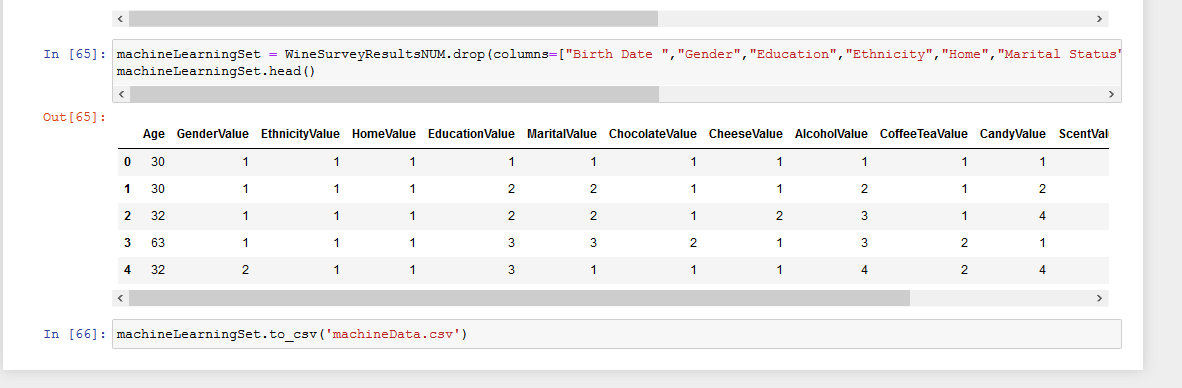 In [65]: machineLearningSet = WineSurveyResultsNUM.drop(columns=["Birth Date ","Gender","Education","Ethnicity","Home","Marital Status"
machineLearningSet.head()
Out[65]:
Age GenderValue EthnicityValue HomeValue EducationValue MaritalValue ChocolateValue CheeseValue AlcoholValue CoffeeTeaValue CandyValue ScentVal
0 30 1 1 1 1 1 1 1 1 1 1
1 30 1 1 1 2 2 1 1 2 1 2
2 32 1 1 1 2 2 1 2 3 1 4
3 63 1 1 1 3 3 2 1 3 2 1
4 32 2 1 1 3 1 1 1 4 2 4
In [66]: machineLearningSet.to_csv('machineData.csv')